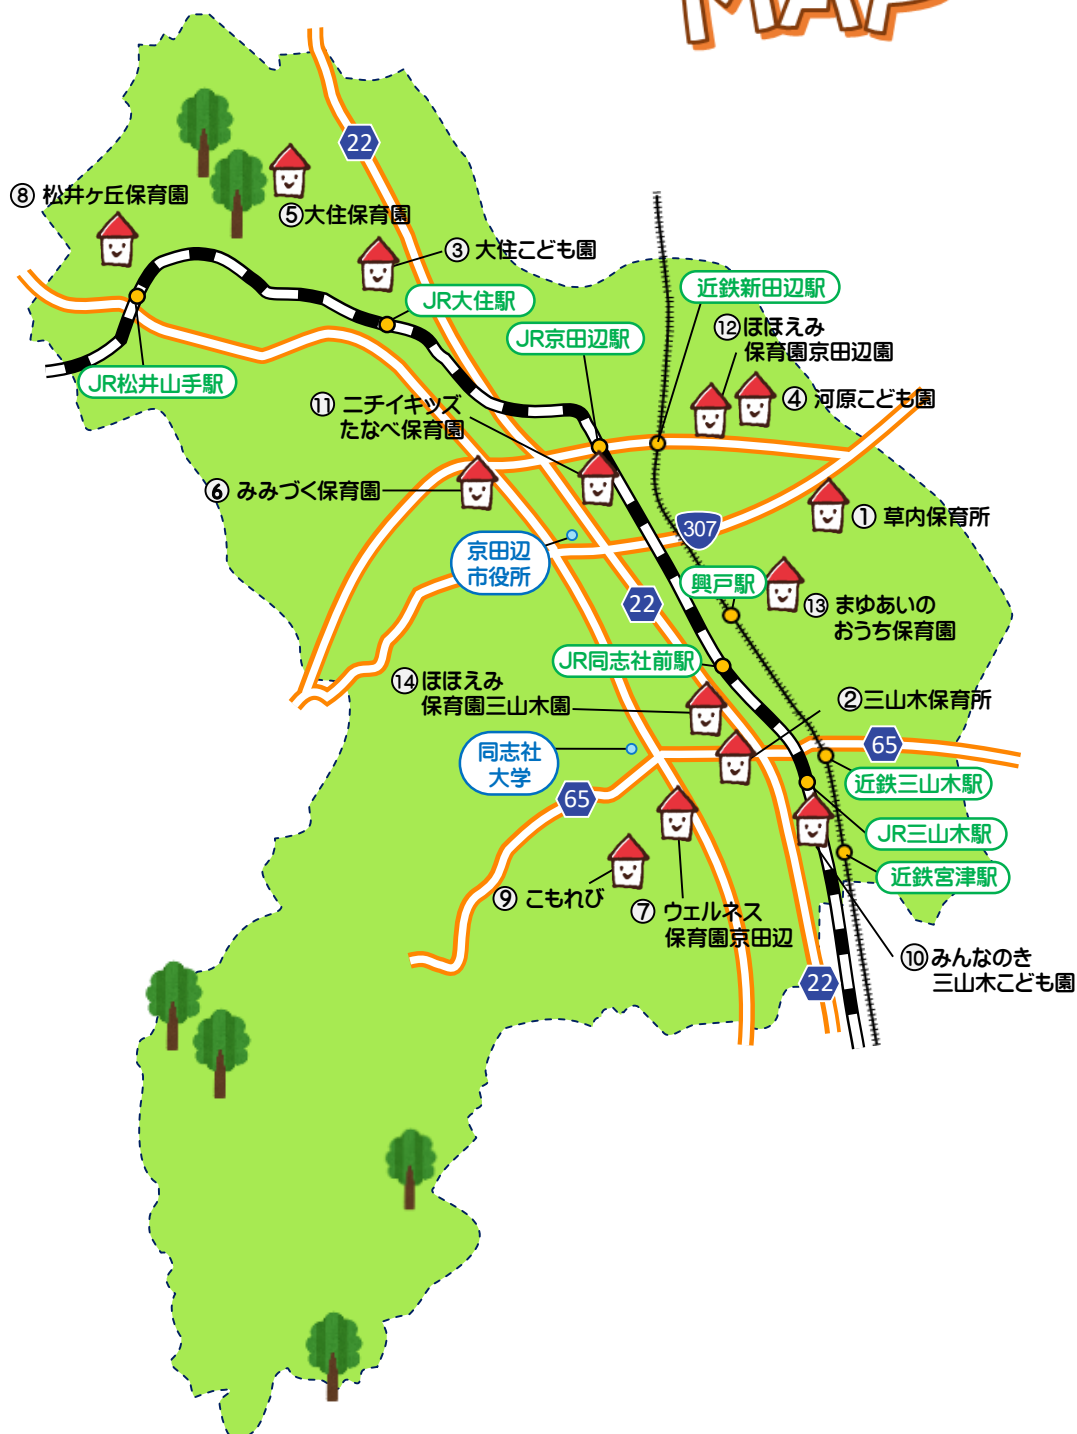 MAP
22
⑧ 松井ヶ丘保育園
⑤大住保育園
③ 大住こども園
近鉄新田辺駅
JR大住駅
⑫ほほえみ
保育園京田辺園
JR京田辺駅
JR松井山手駅
④ 河原こども園
⑪ ニチイキッズ
たなべ保育園
⑥ みみづく保育園
① 草内保育所
307
京田辺
市役所
興戸駅
22
⑬ まゆあいの
おうち保育園
JR同志社前駅
⑭ほほえみ
保育園三山木園
②三山木保育所
65
同志社
大学
近鉄三山木駅
65
JR三山木駅
近鉄宮津駅
⑨ こもれび
⑦ ウェルネス
保育園京田辺
⑩みんなのき
三山木こども園
22